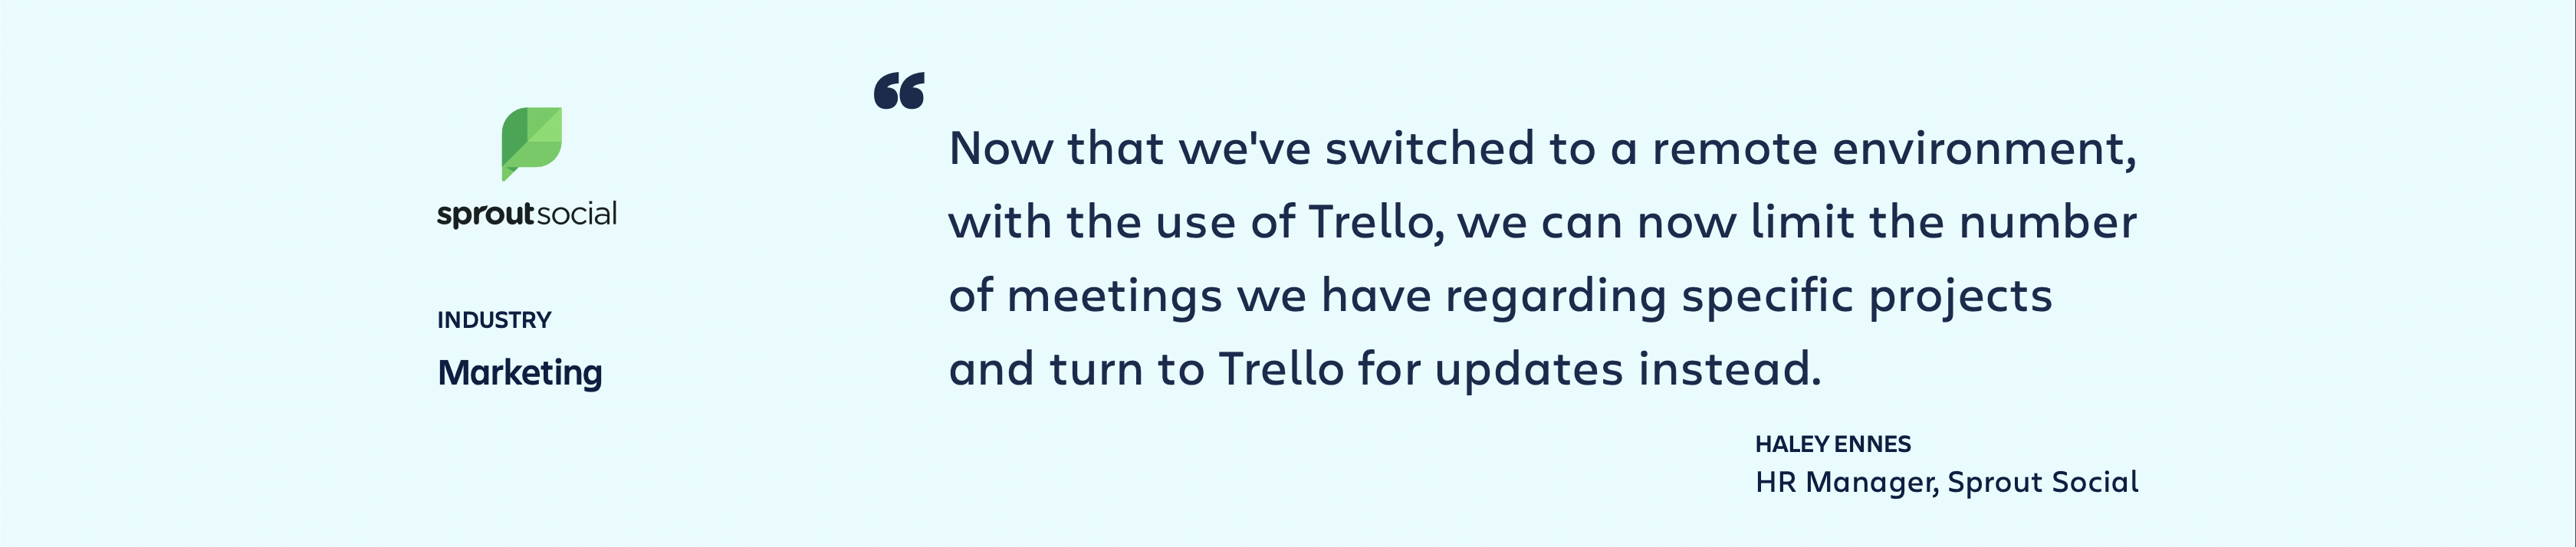 sproutsocial
INDUSTRY
Marketing
“
Now that we've switched to a remote environment,
with the use of Trello, we can now limit the number
of meetings we have regarding specific projects
and turn to Trello for updates instead.
HALEY ENNES
HR Manager, Sprout Social